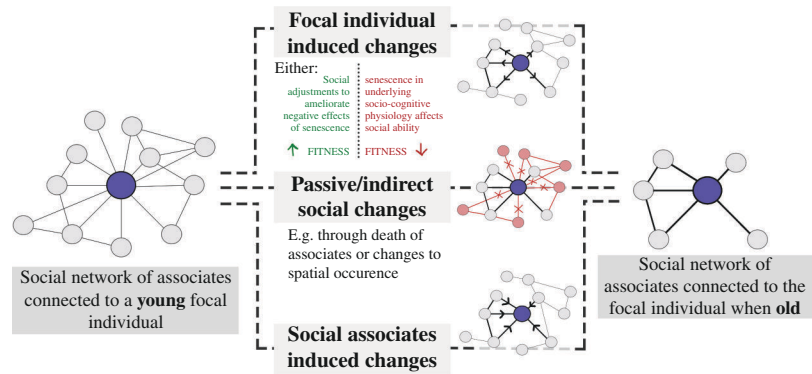 Focal individual
induced changes
Either:
Social
adjustments to
ameliorate
negative effects
of senescence
↑ FITNESS
senescence in
underlying
socio-cognitive
physiology affects
social ability
FITNESS ↓
Social network of associates
connected to a young focal
individual
Passive/indirect
social changes
E.g. through death of
associates or changes to
spatial occurence
Social associates
induced changes
Social network of
associates connected to the
focal individual when old